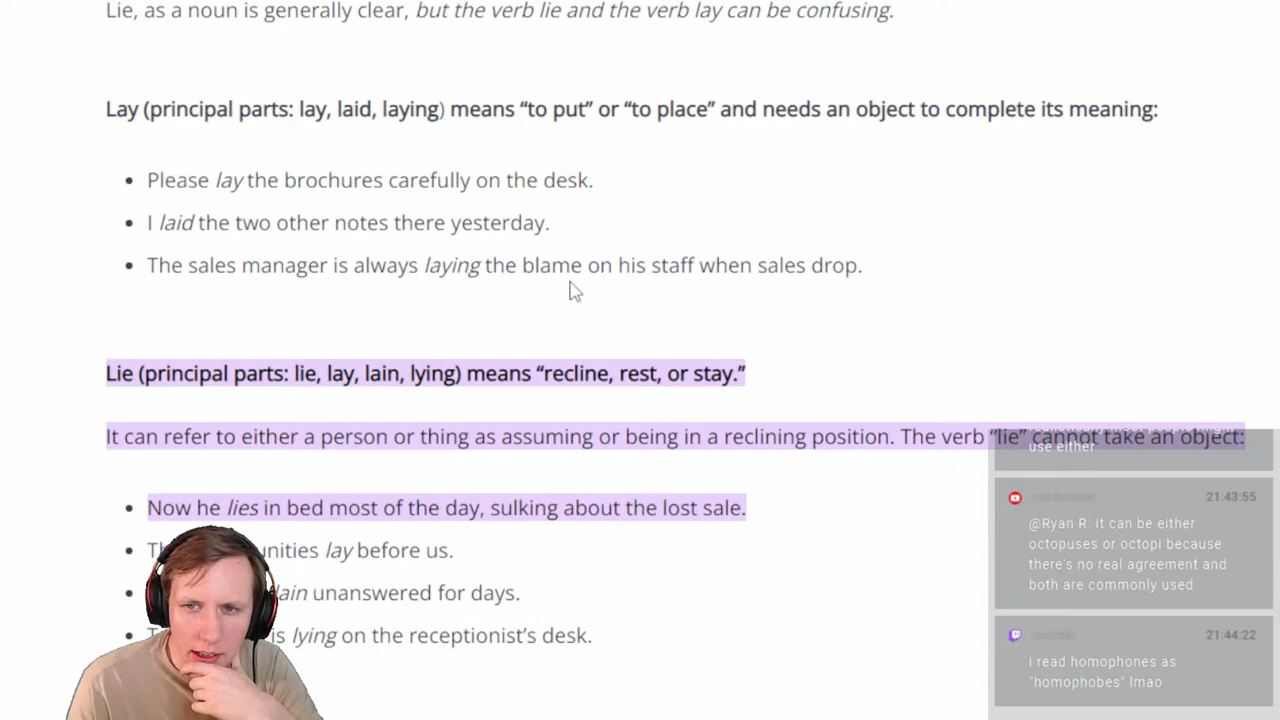 Lie, as a noun is generally clear, but the verb lie and the verb lay can be confusing.
Lay (principal parts: lay, laid, laying) means “to put” or “to place” and needs an object to complete its meaning:
• Please lay the brochures carefully on the desk.
• I laid the two other notes there yesterday.
• The sales manager is always laying the blame on his staff when sales drop.
Lie (principal parts: lie, lay, lain, lying) means “recline, rest, or stay.”
It can refer to either a person or thing as assuming or being in a reclining position. The verb “lie” cannot take an object:
• Now he lies in bed most of the day, sulking about the lost sale.
• lay before us.
• lain unanswered for days.
• is lying on the receptionist’s desk.
use either
21:43:55
@Ryan R. it can be either
octopuses or octopi because
there's no real agreement and
both are commonly used
21:44:22
i read homophones as
"homophobes" lmao